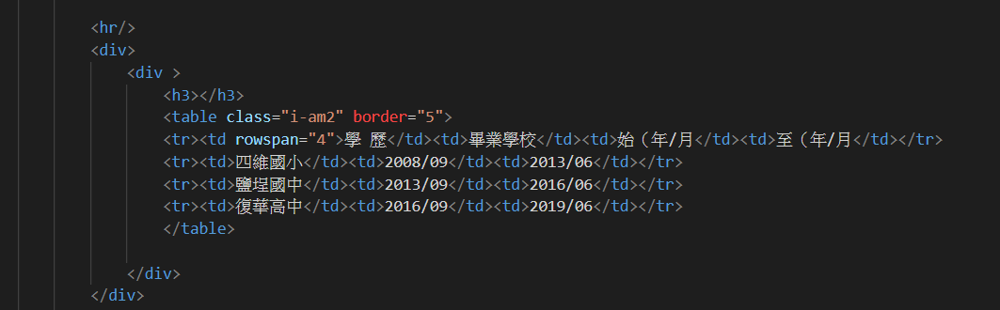 <hr/>
<div>
<div >
<h3></h3>
<table class="i-am2" border="5">
<tr><td rowspan="4">學 歷</td><td>畢業學校</td><td>始（年/月</td><td>至（年/月</td></tr>
<tr><td>四維國小</td><td>2008/09</td><td>2013/06</td></tr>
<tr><td>鹽埕國中</td><td>2013/09</td><td>2016/06</td></tr>
<tr><td>復華高中</td><td>2016/09</td><td>2019/06</td></tr>
</table>
</div>
</div>